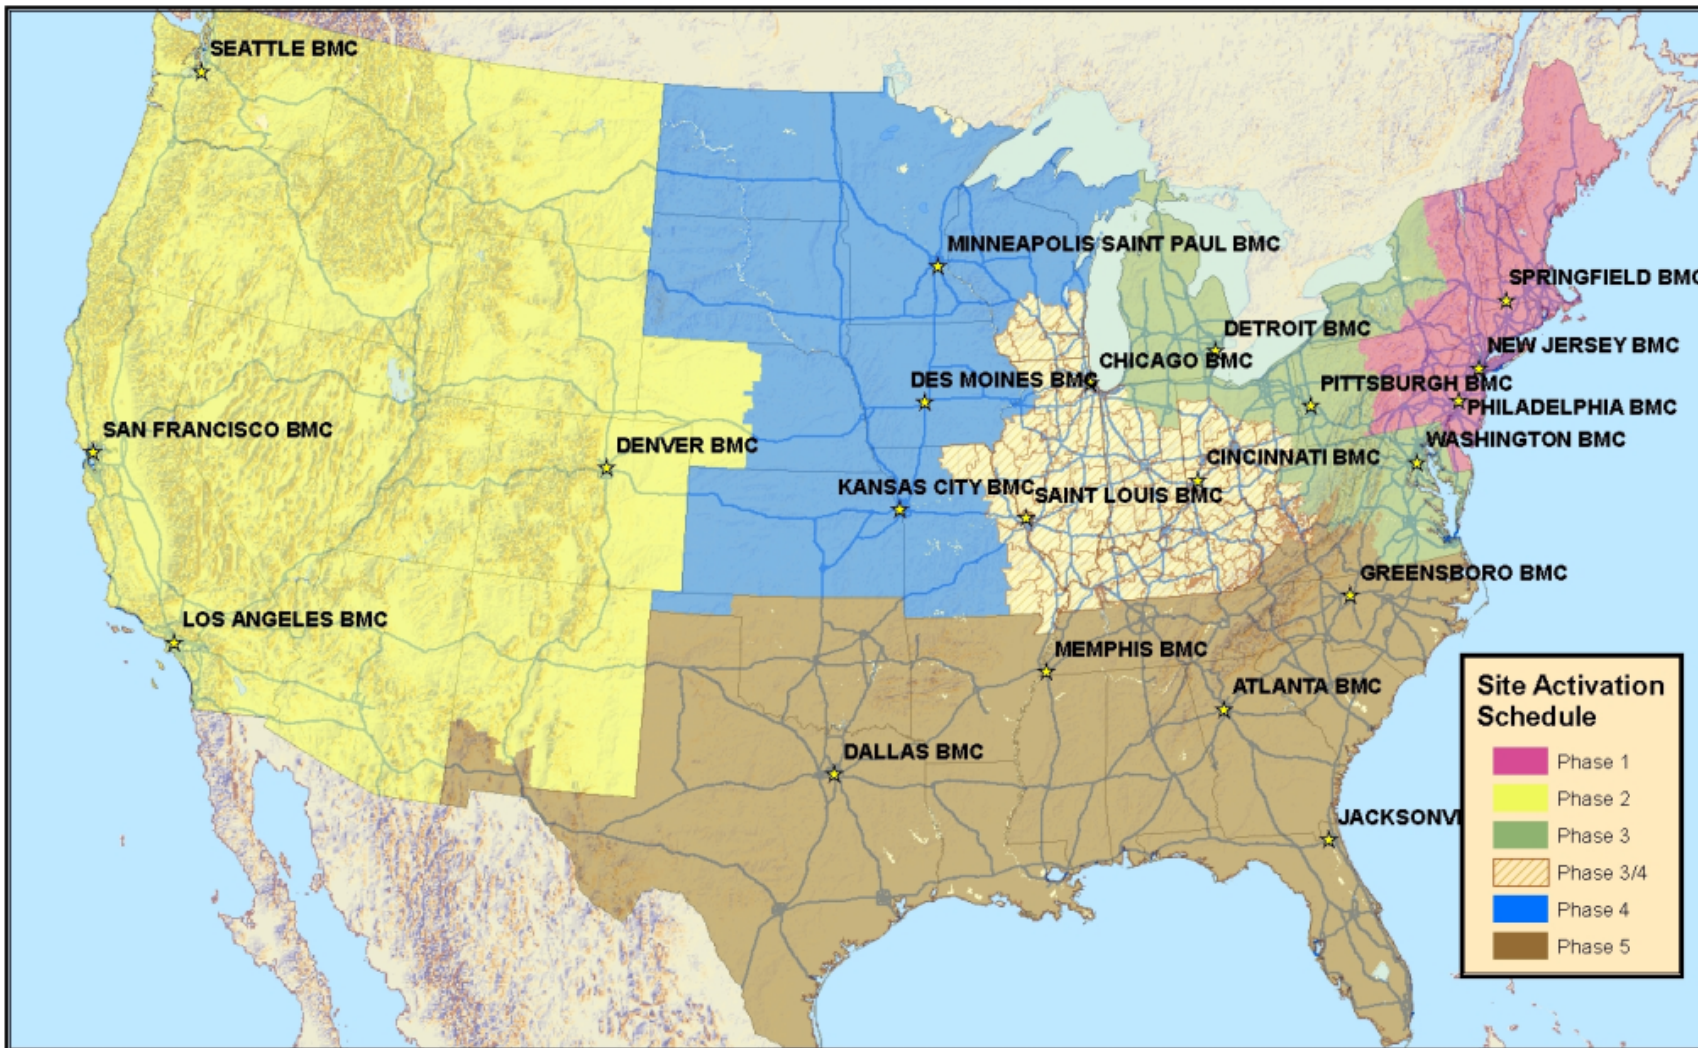 SEATTLE BMC
MINNEAPOLIS SAINT PAUL BMC
SPRINGFIELD BMC
DETROIT BMC
NEW JERSEY BMC
CHICAGO BMC
DES MOINES BMC
PITTSBURGH BMC
PHILADELPHIA BMC
SAN FRANCISCO BMC
DENVER BMC
WASHINGTON BMC
CINCINNATI BMC
KANSAS CITY BMC
SAINT LOUIS BMC
GREENSBORO BMC
LOS ANGELES BMC
MEMPHIS BMC
ATLANTA BMC
DALLAS BMC
JACKSONVI
Site Activation
Schedule
Phase 1
Phase 2
Phase 3
Phase 3/4
Phase 4
Phase 5